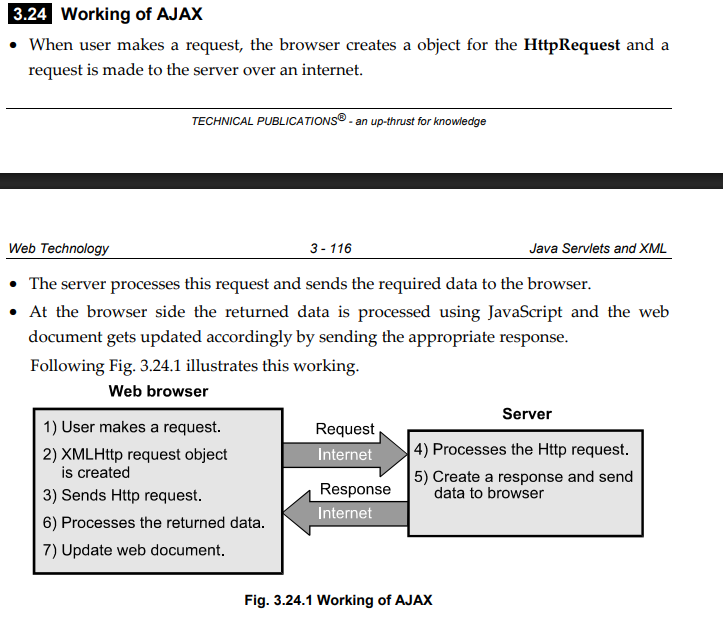 3.24 Working of AJAX
• When user makes a request, the browser creates a object for the HttpRequest and a
request is made to the server over an internet.
TECHNICAL PUBLICATIONS® - an up-thrust for knowledge
Web Technology 3 - 116 Java Servlets and XML
• The server processes this request and sends the required data to the browser.
• At the browser side the returned data is processed using JavaScript and the web
document gets updated accordingly by sending the appropriate response.
Following Fig. 3.24.1 illustrates this working.
Web browser
1) User makes a request.
2) XMLHttp request object
is created
3) Sends Http request.
6) Processes the returned data.
7) Update web document.
Request
Internet
Response
Internet
Server
4) Processes the Http request.
5) Create a response and send
data to browser
Fig. 3.24.1 Working of AJAX